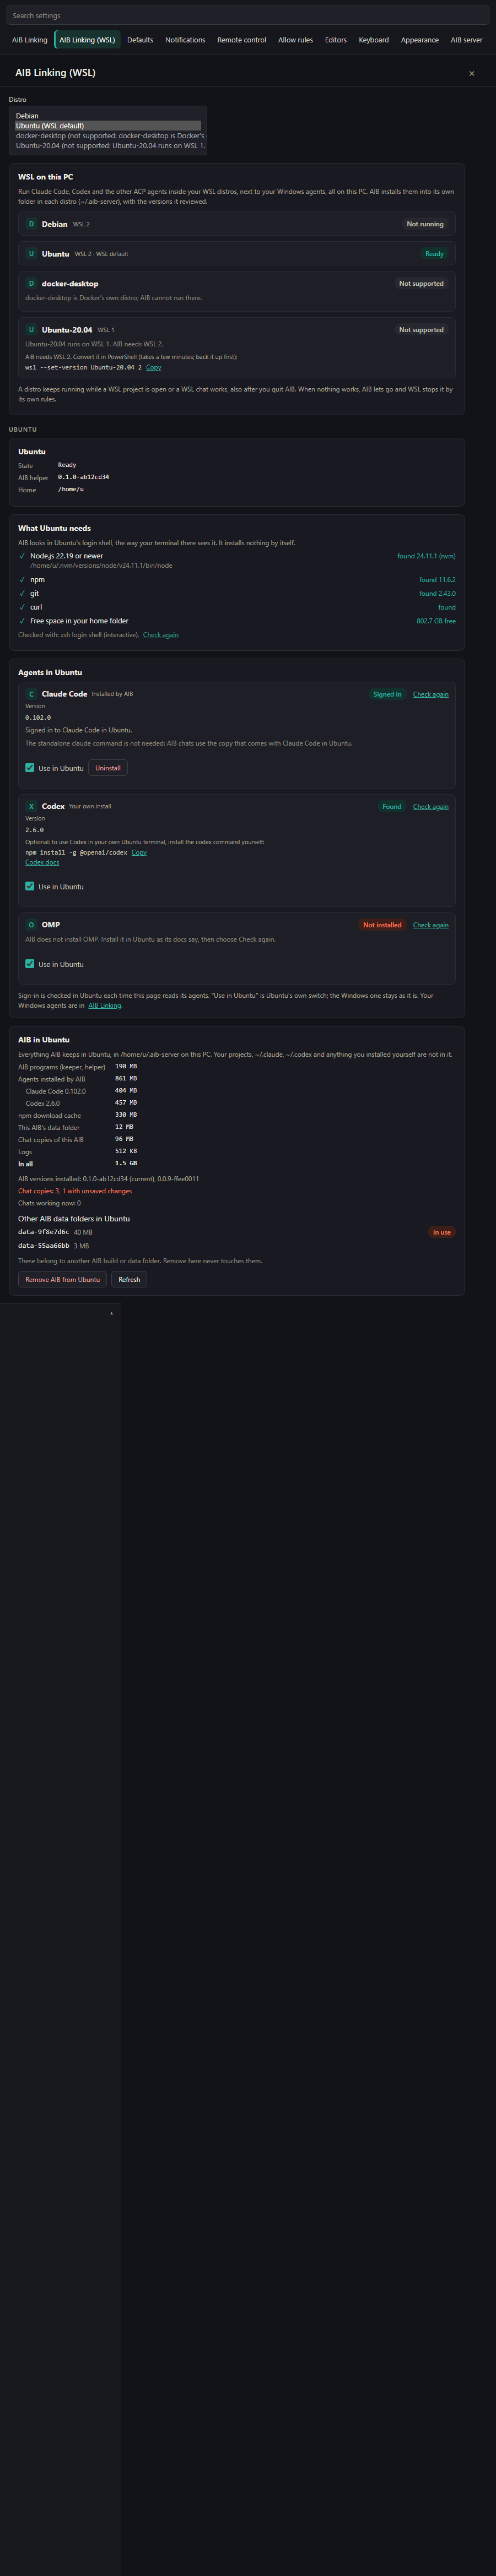 Search settings
AIB Linking
AIB Linking (WSL)
Defaults
Notifications
Remote control
Allow rules
Editors
Keyboard
Appearance
AIB server
AIB Linking (WSL)
Distro
Debian
Ubuntu (WSL default)
docker-desktop (not supported: docker-desktop is Docker's
Ubuntu-20.04 (not supported: Ubuntu-20.04 runs on WSL 1.
WSL on this PC
Run Claude Code, Codex and the other ACP agents inside your WSL distros, next to your Windows agents, all on this PC. AIB installs them into its own
folder in each distro (~/.aib-server), with the versions it reviewed.
D Debian WSL 2 Not running
U Ubuntu WSL 2 · WSL default Ready
D docker-desktop Not supported
docker-desktop is Docker's own distro; AIB cannot run there.
U Ubuntu-20.04 WSL 1 Not supported
Ubuntu-20.04 runs on WSL 1. AIB needs WSL 2.
AIB needs WSL 2. Convert it in PowerShell (takes a few minutes; back it up first):
wsl --set-version Ubuntu-20.04 2 Copy
A distro keeps running while a WSL project is open or a WSL chat works, also after you quit AIB. When nothing works, AIB lets go and WSL stops it by
its own rules.
UBUNTU
Ubuntu
State Ready
AIB helper 0.1.0-ab12cd34
Home /home/u
What Ubuntu needs
AIB looks in Ubuntu's login shell, the way your terminal there sees it. It installs nothing by itself.
✓ Node.js 22.19 or newer found 24.11.1 (nvm)
/home/u/.nvm/versions/node/v24.11.1/bin/node
✓ npm found 11.6.2
✓ git found 2.43.0
✓ curl found
✓ Free space in your home folder 802.7 GB free
Checked with: zsh login shell (interactive). Check again
Agents in Ubuntu
C Claude Code Installed by AIB Signed in Check again
Version
0.102.0
Signed in to Claude Code in Ubuntu.
The standalone claude command is not needed: AIB chats use the copy that comes with Claude Code in Ubuntu.
Use in Ubuntu Uninstall
X Codex Your own install Found Check again
Version
2.6.0
Optional: to use Codex in your own Ubuntu terminal, install the codex command yourself:
npm install -g @openai/codex Copy
Codex docs
Use in Ubuntu
O OMP Not installed Check again
AIB does not install OMP. Install it in Ubuntu as its docs say, then choose Check again.
Use in Ubuntu
Sign-in is checked in Ubuntu each time this page reads its agents. "Use in Ubuntu" is Ubuntu's own switch; the Windows one stays as it is. Your
Windows agents are in AIB Linking.
AIB in Ubuntu
Everything AIB keeps in Ubuntu, in /home/u/.aib-server on this PC. Your projects, ~/.claude, ~/.codex and anything you installed yourself are not in it.
AIB programs (keeper, helper) 190 MB
Agents installed by AIB 861 MB
Claude Code 0.102.0 404 MB
Codex 2.6.0 457 MB
npm download cache 330 MB
This AIB's data folder 12 MB
Chat copies of this AIB 96 MB
Logs 512 KB
In all 1.5 GB
AIB versions installed: 0.1.0-ab12cd34 (current), 0.0.9-ffee0011
Chat copies: 3, 1 with unsaved changes
Chats working now: 0
Other AIB data folders in Ubuntu
data-9f8e7d6c 40 MB in use
data-55aa66bb 3 MB
These belong to another AIB build or data folder. Remove here never touches them.
Remove AIB from Ubuntu Refresh